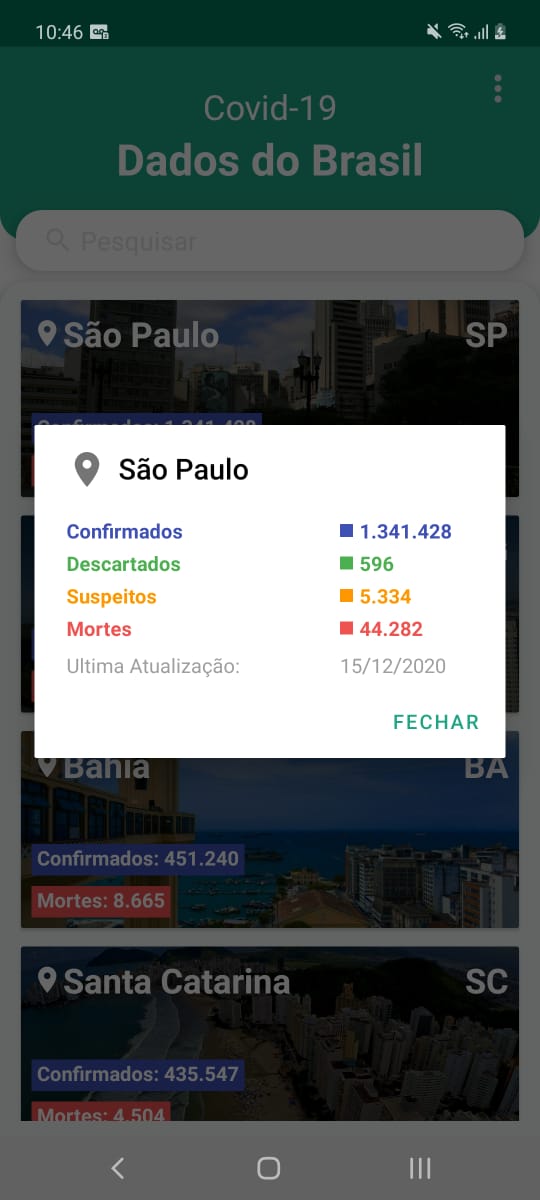 10:46
Covid-19
Dados do Brasil
Pesquisar
São Paulo SP
Confirmados: 1.341.428
São Paulo
Confirmados 1.341.428
Descartados 596
Suspeitos 5.334
Mortes 44.282
Ultima Atualização: 15/12/2020
FECHAR
Bahia BA
Confirmados: 451.240
Mortes: 8.665
Santa Catarina SC
Confirmados: 435.547
Mortes: 4.504